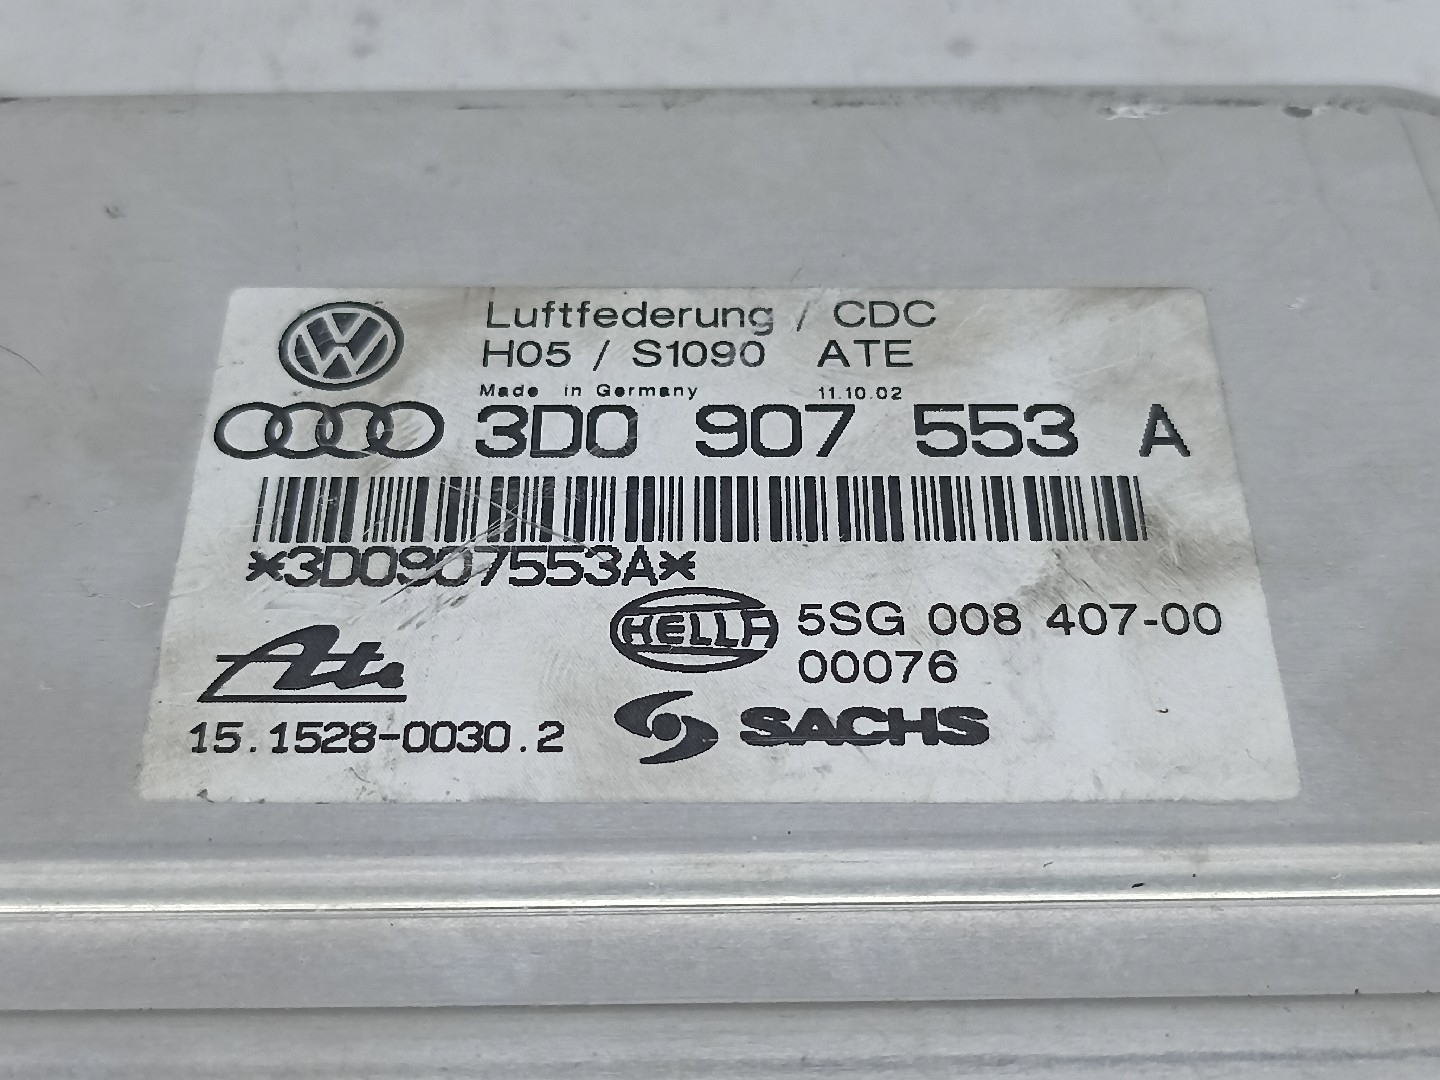 Luftfederung / CDC
H05 / S1090 ATE
Made in Germany 11.10.02
3D0 907 553 A
*3D0907553A*
HELLA 5SG 008 407-00
00076
Ate
15.1528-0030.2
SACHS